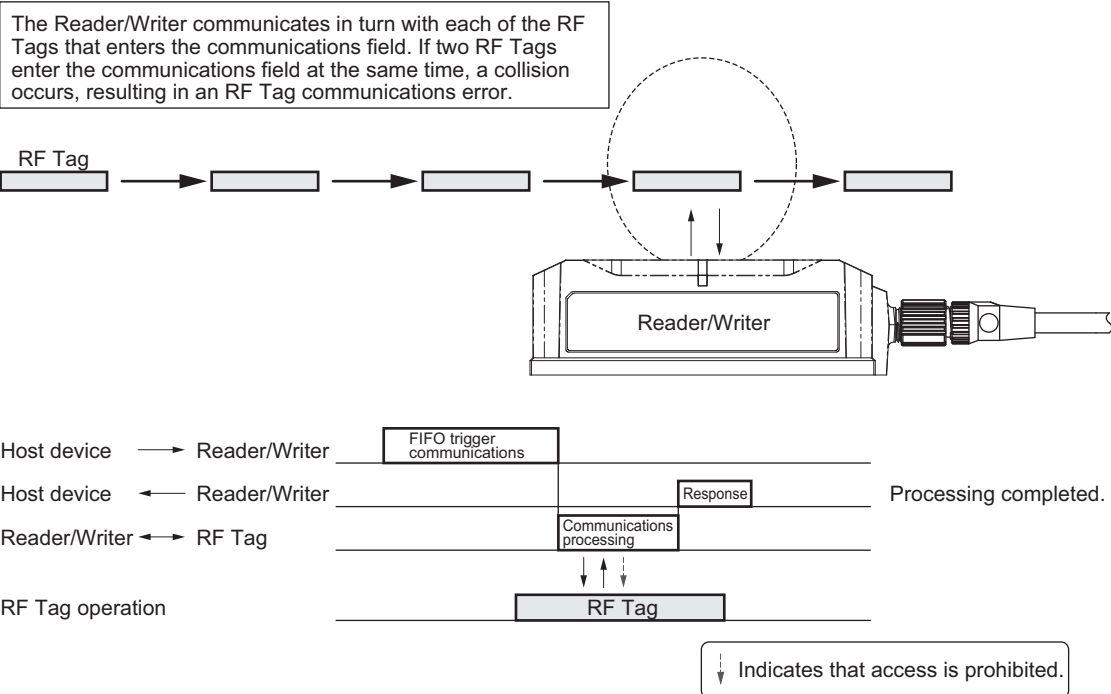 The Reader/Writer communicates in turn with each of the RF
Tags that enters the communications field. If two RF Tags
enter the communications field at the same time, a collision
occurs, resulting in an RF Tag communications error.
RF Tag
Reader/Writer
Host device Reader/Writer
FIFO trigger
communications
Host device Reader/Writer
Response
Processing completed.
Reader/Writer RF Tag
Communications
processing
RF Tag operation
RF Tag
Indicates that access is prohibited.